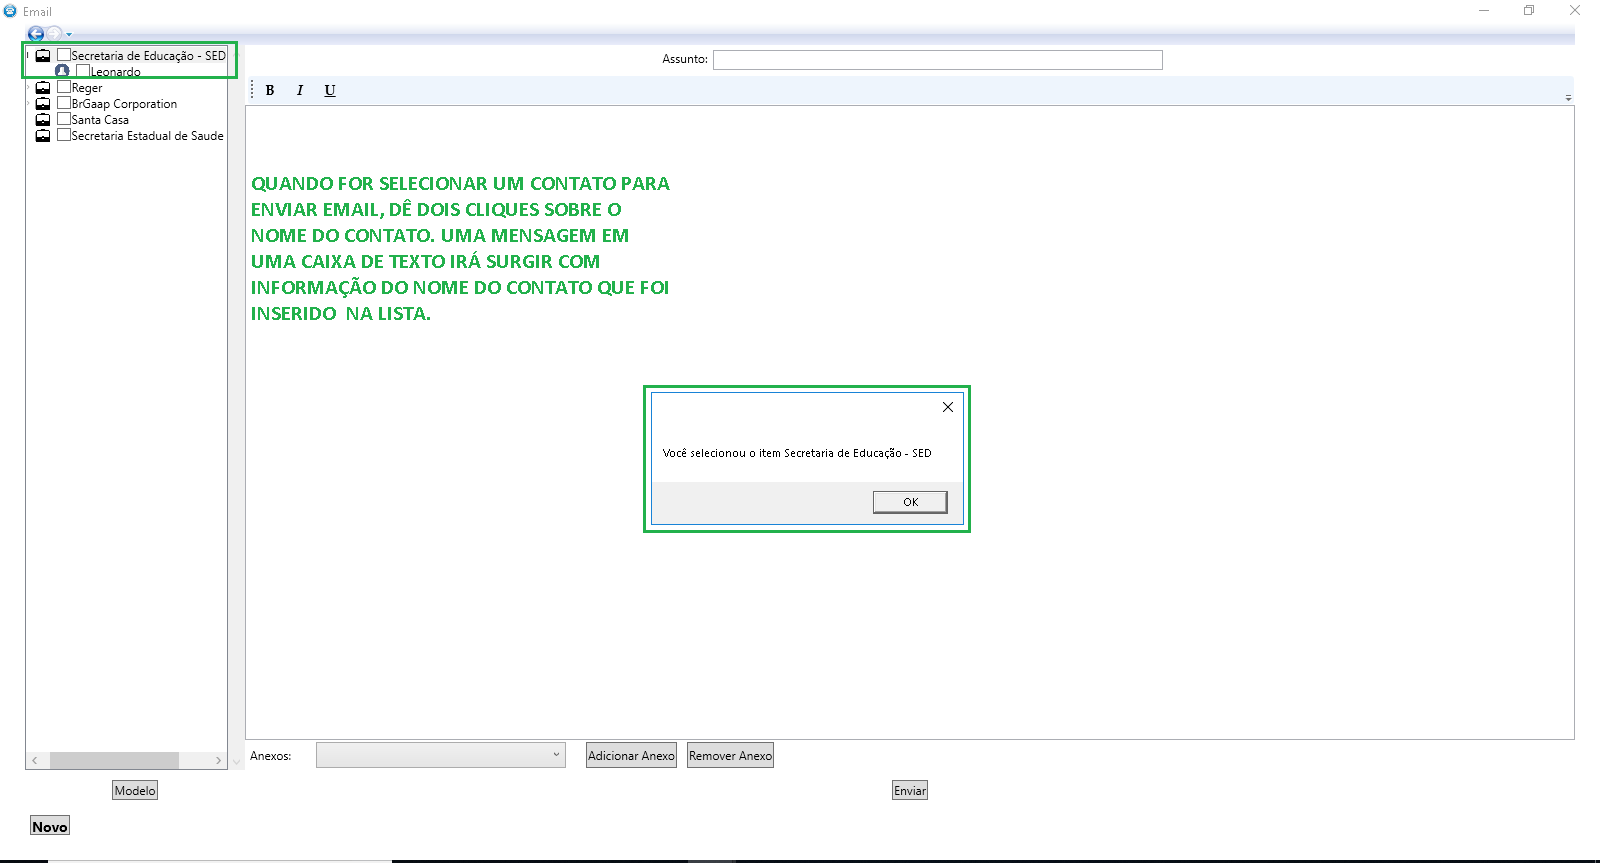 Email
Secretaria de Educação - SED
Leonardo
Reger
BrGaap Corporation
Santa Casa
Secretaria Estadual de Saude
Assunto:
B I U
QUANDO FOR SELECIONAR UM CONTATO PARA
ENVIAR EMAIL, DÊ DOIS CLIQUES SOBRE O
NOME DO CONTATO. UMA MENSAGEM EM
UMA CAIXA DE TEXTO IRÁ SURGIR COM
INFORMAÇÃO DO NOME DO CONTATO QUE FOI
INSERIDO  NA LISTA.
Você selecionou o item Secretaria de Educação - SED
OK
Anexos:
Adicionar Anexo
Remover Anexo
Modelo
Enviar
Novo